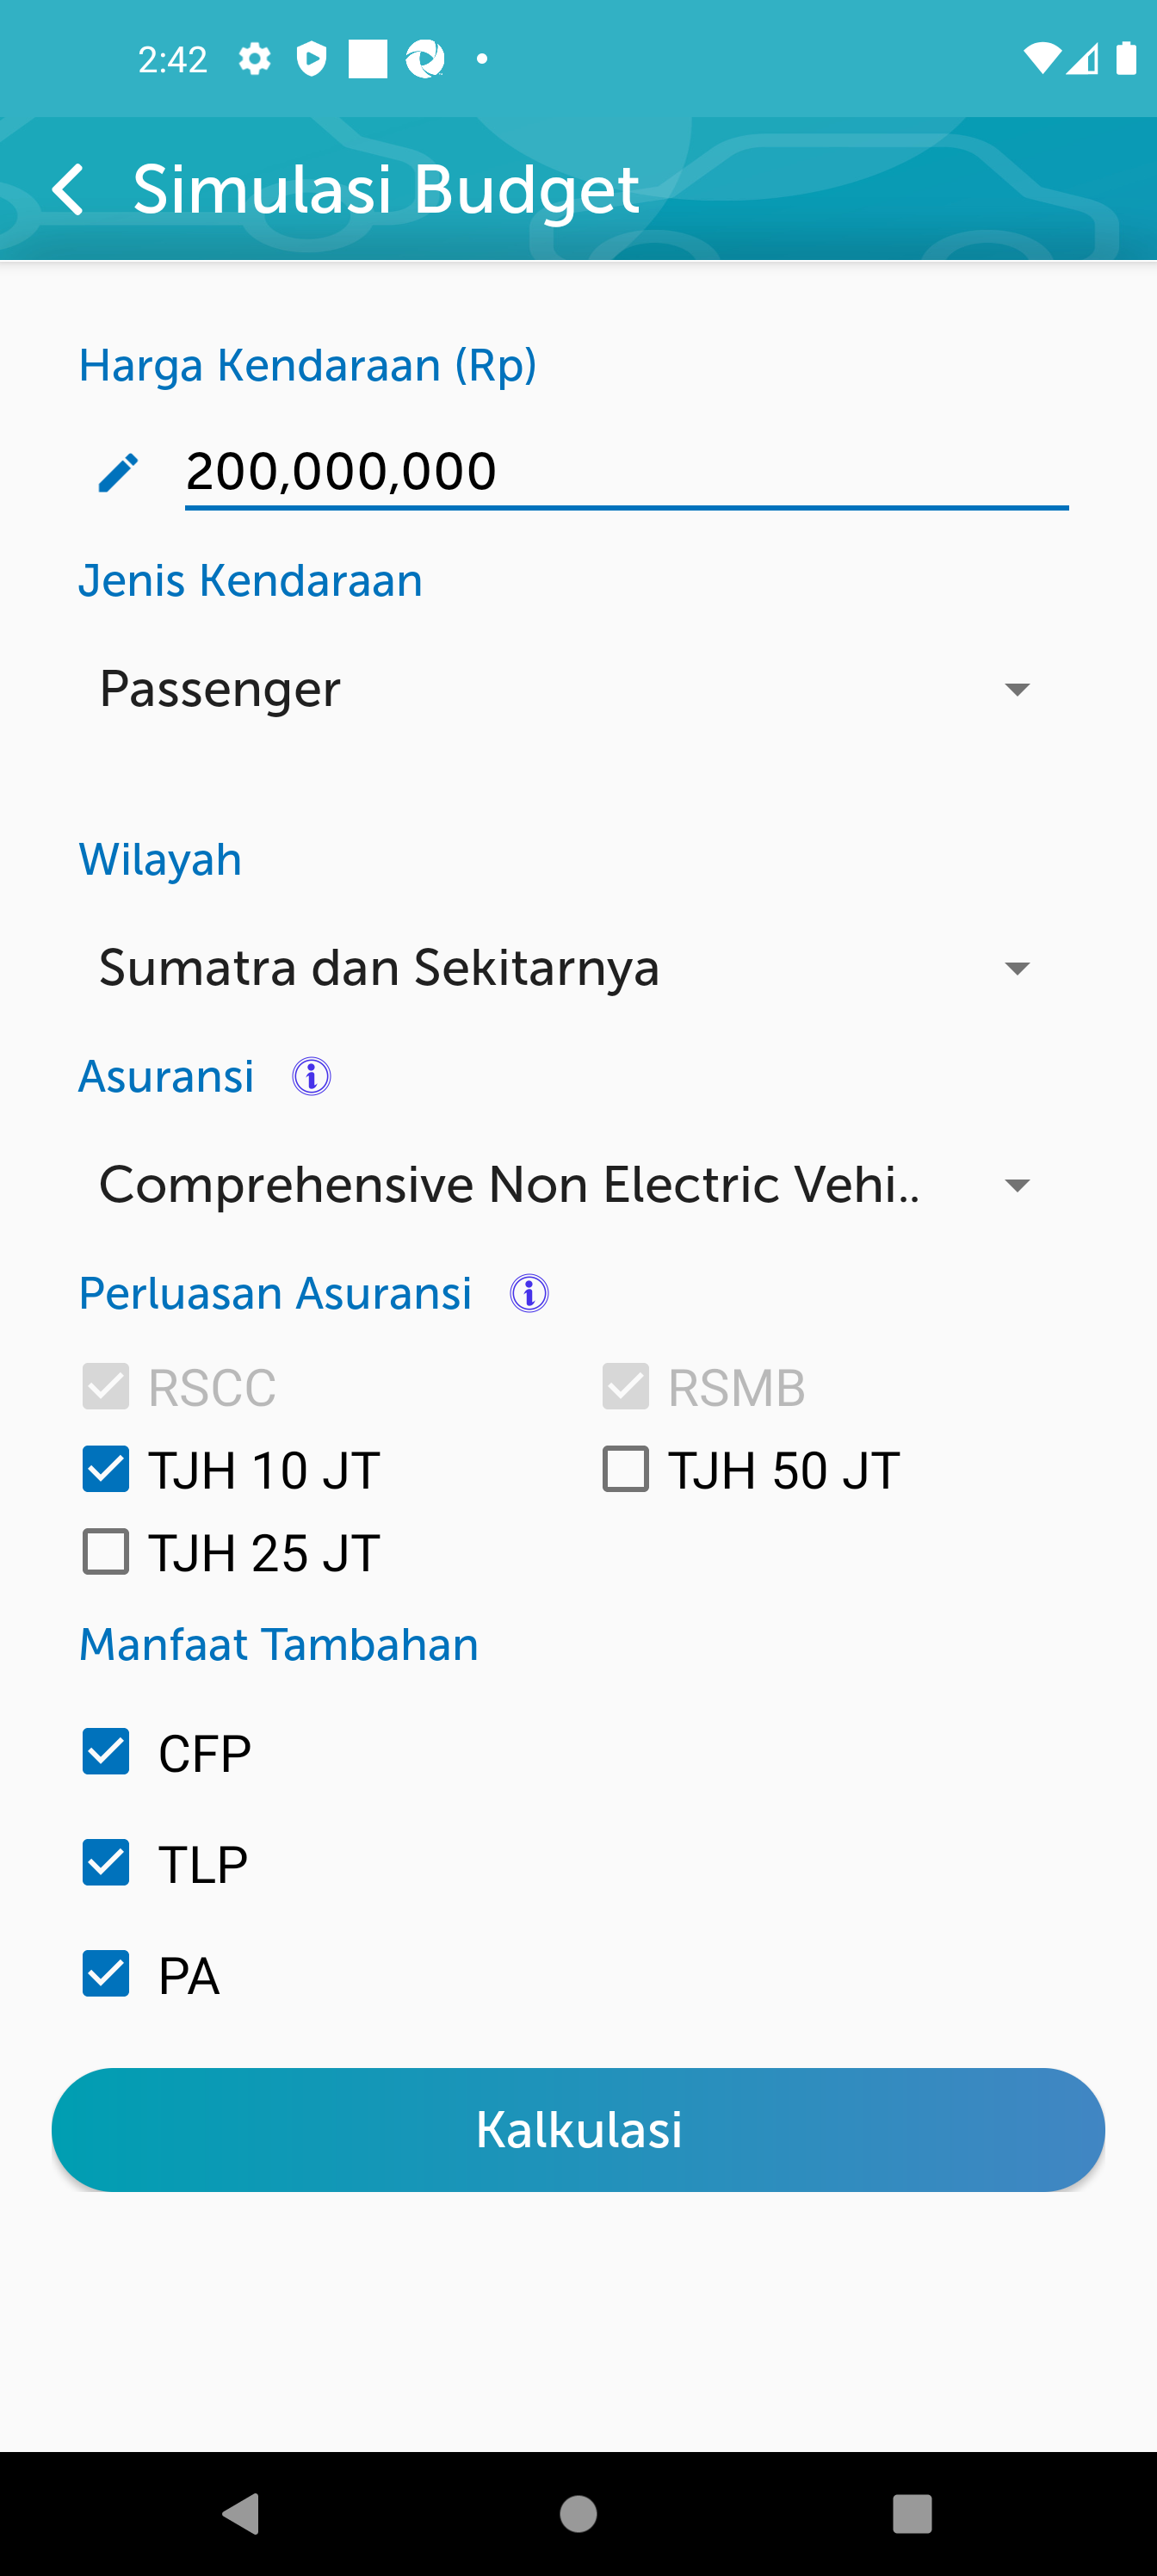 2:42
Simulasi Budget
Harga Kendaraan (Rp)
200,000,000
Jenis Kendaraan
Passenger
Wilayah
Sumatra dan Sekitarnya
Asuransi
Comprehensive Non Electric Vehi..
Perluasan Asuransi
RSCC RSMB
TJH 10 JT TJH 50 JT
TJH 25 JT
Manfaat Tambahan
CFP
TLP
PA
Kalkulasi